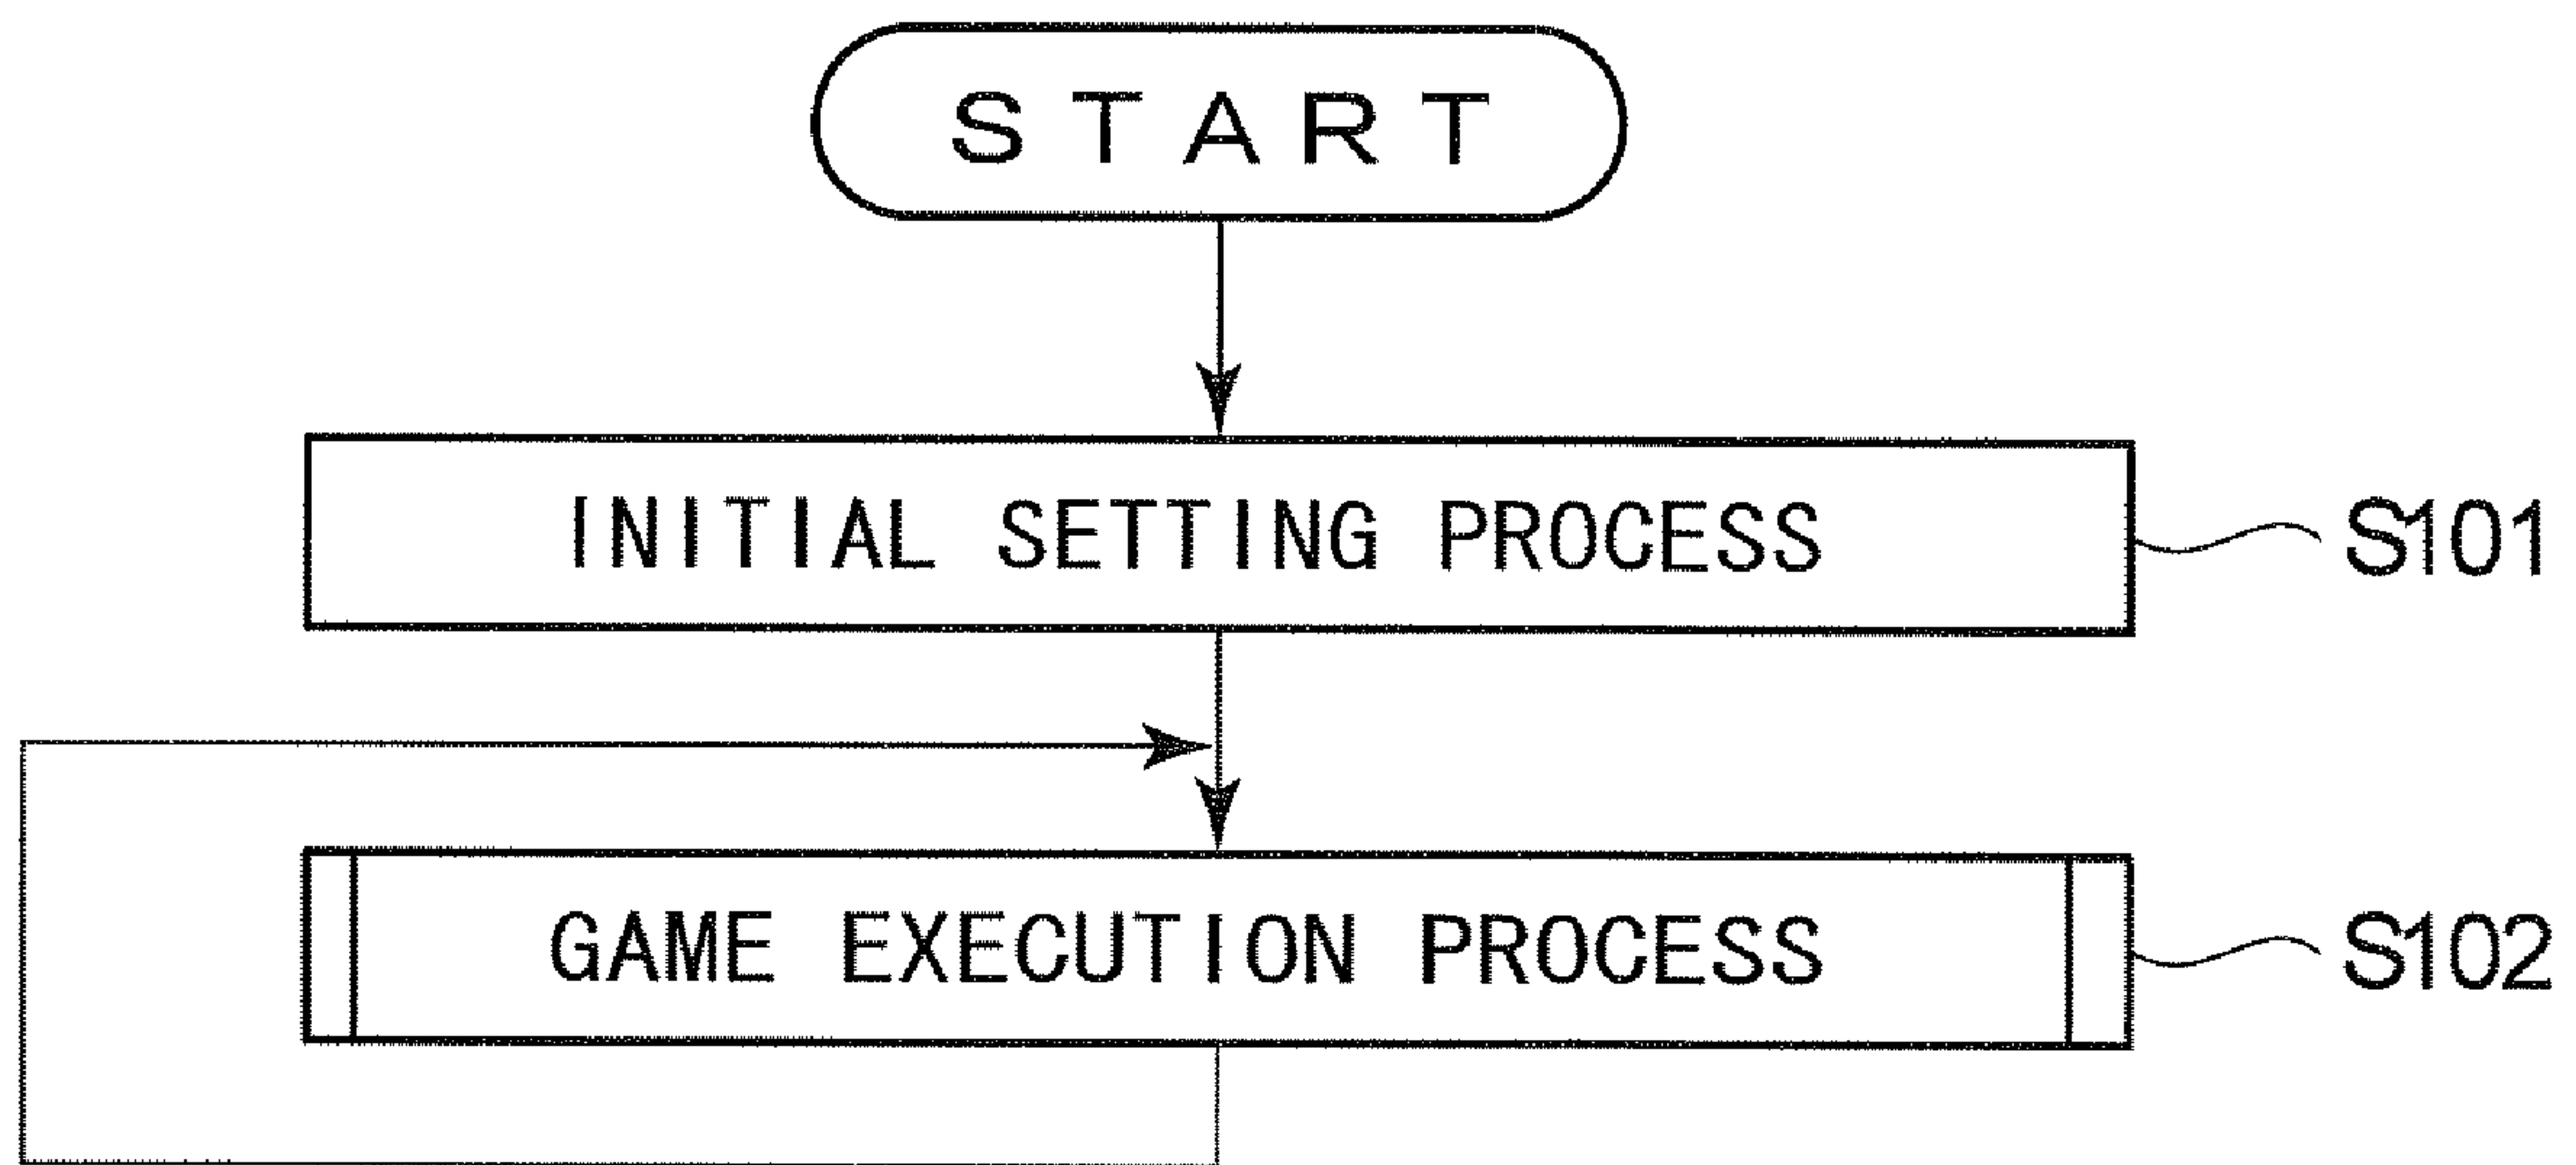 START
INITIAL SETTING PROCESS
S101
GAME EXECUTION PROCESS
S102